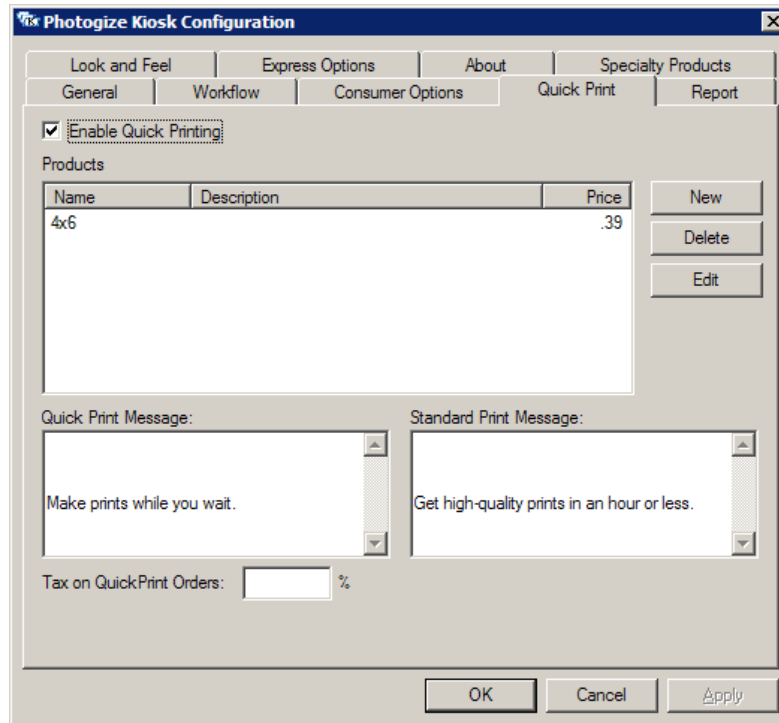 Photogize Kiosk Configuration
Look and Feel Express Options About Specialty Products
General Workflow Consumer Options Quick Print Report
Enable Quick Printing
Products
Name Description Price
4x6 .39
New
Delete
Edit
Quick Print Message: Standard Print Message:
Make prints while you wait. Get high-quality prints in an hour or less.
Tax on QuickPrint Orders: %
OK Cancel Apply